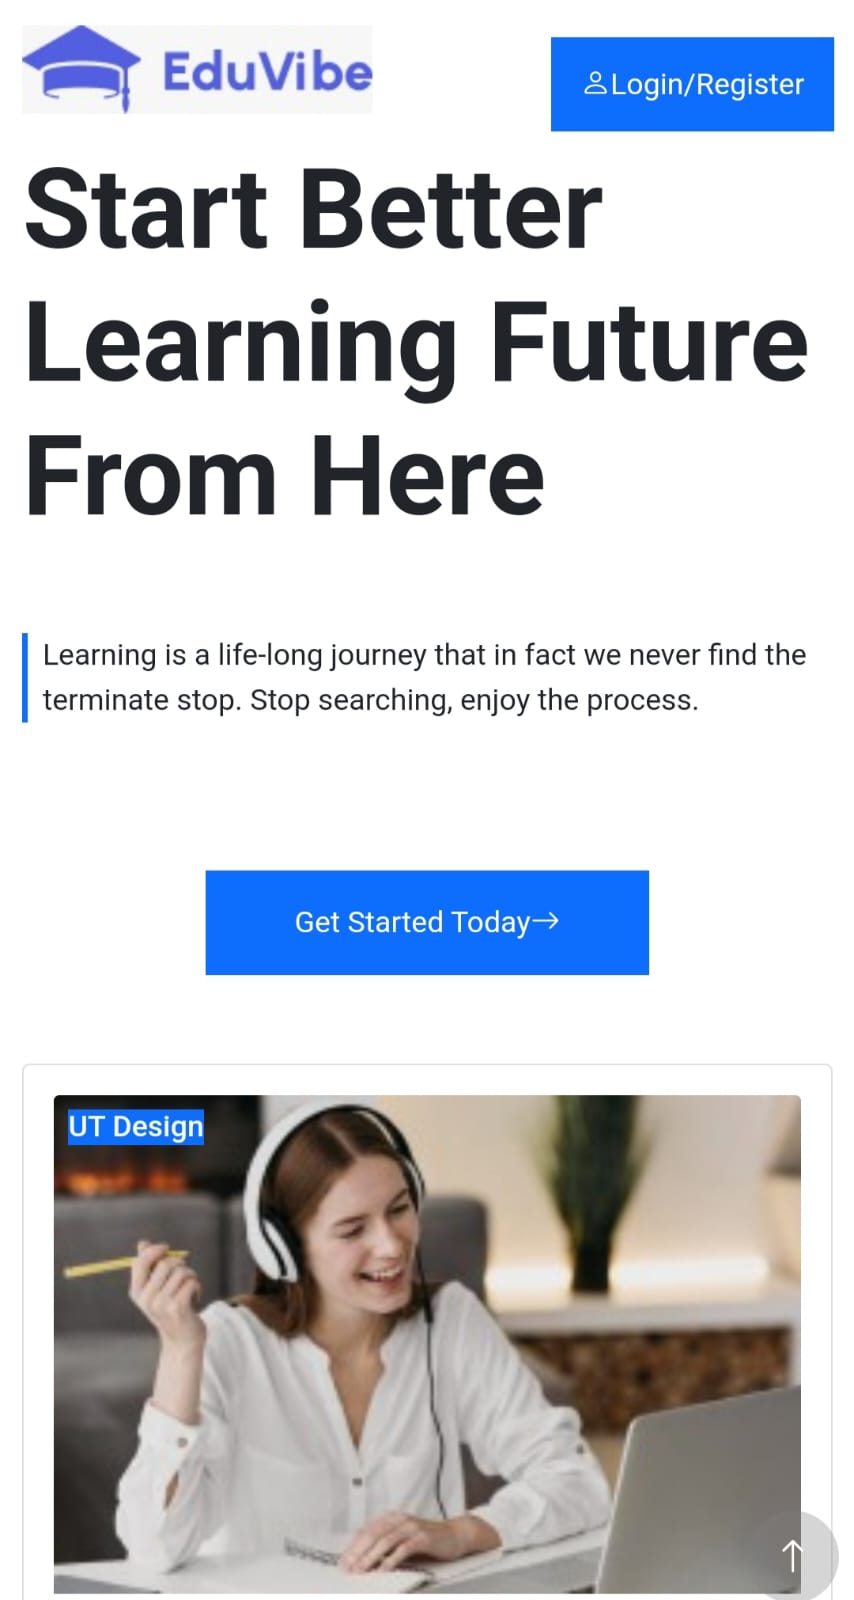 EduVibe
Login/Register
Start Better
Learning Future
From Here
Learning is a life-long journey that in fact we never find the
terminate stop. Stop searching, enjoy the process.
Get Started Today→
UT Design